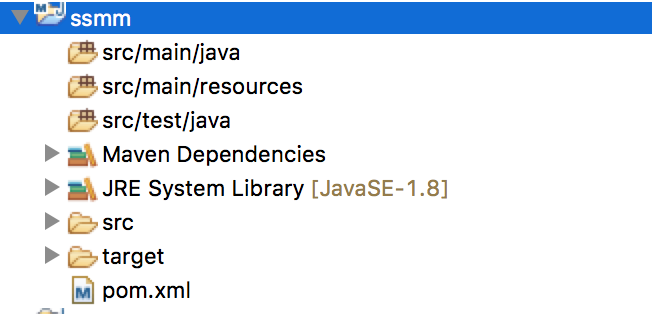 ssmm
src/main/java
src/main/resources
src/test/java
Maven Dependencies
JRE System Library [JavaSE-1.8]
src
target
pom.xml